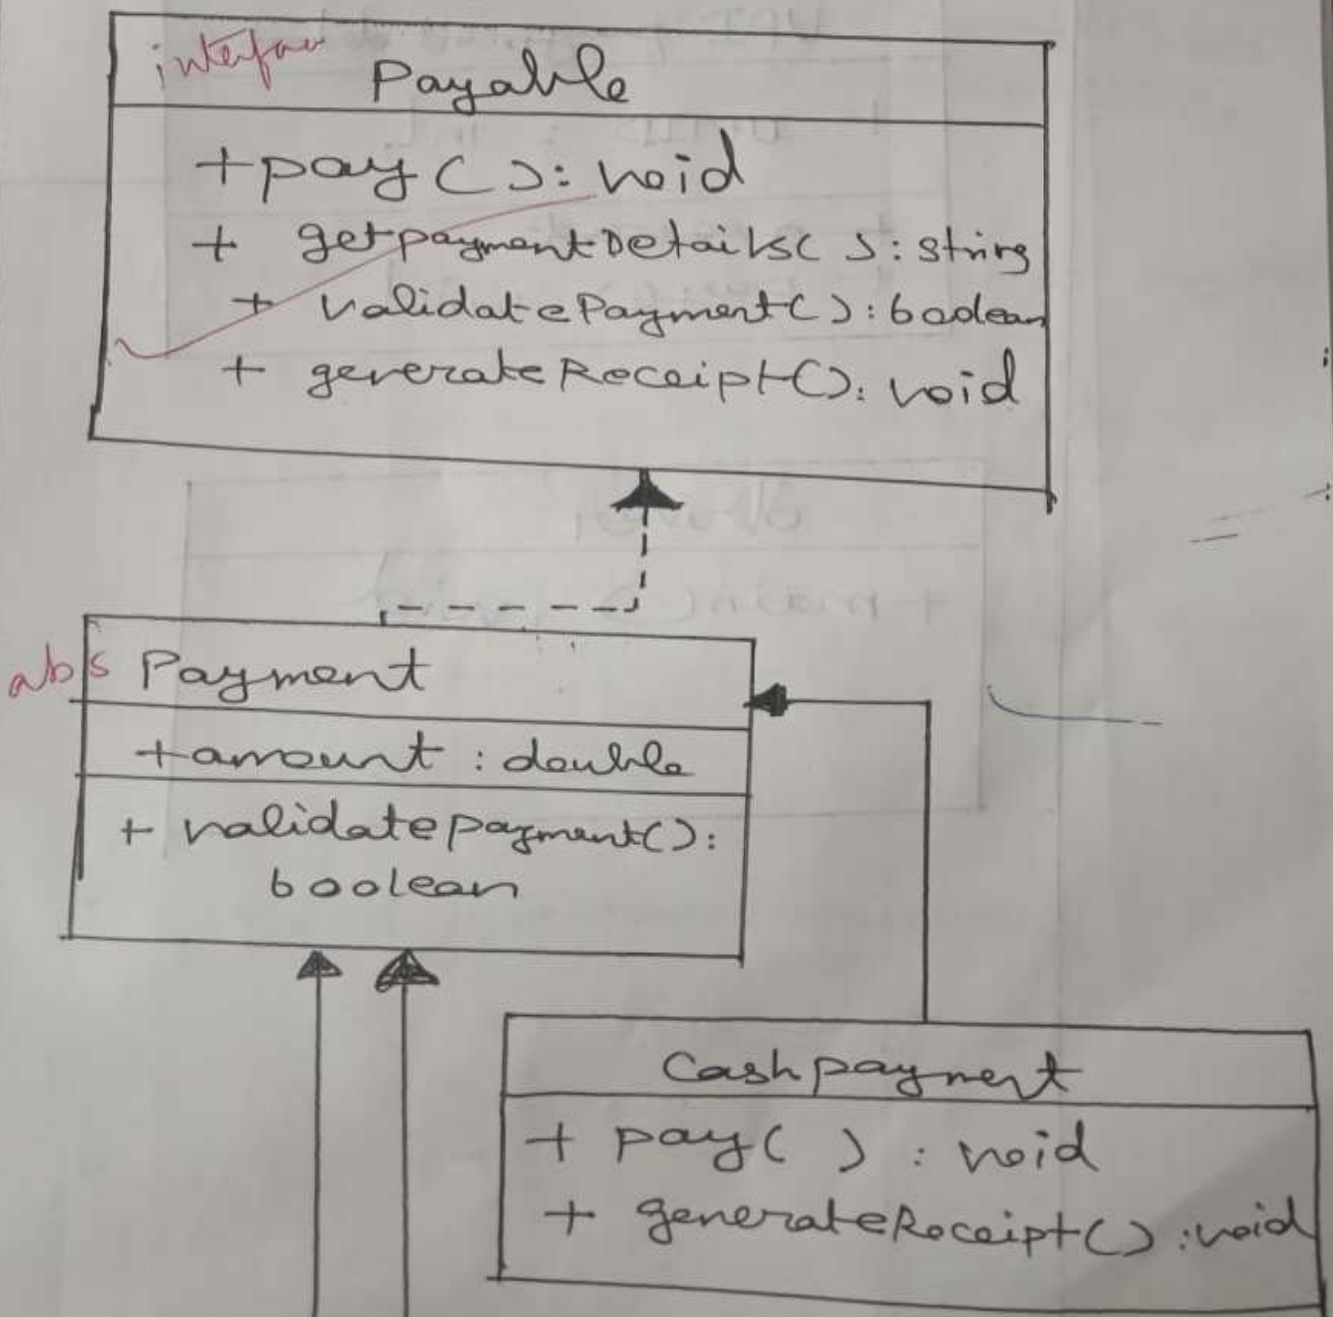 interface
Payable
+pay( ): void
+ getpaymentDetails( ): string
+ validatePayment( ): boolean
+ generateReceipt(): void
abs Payment
+amount : double
+ validatepayment():
boolean
Cashpayment
+ pay( ) : void
+ generateReceipt() : void
+ main()